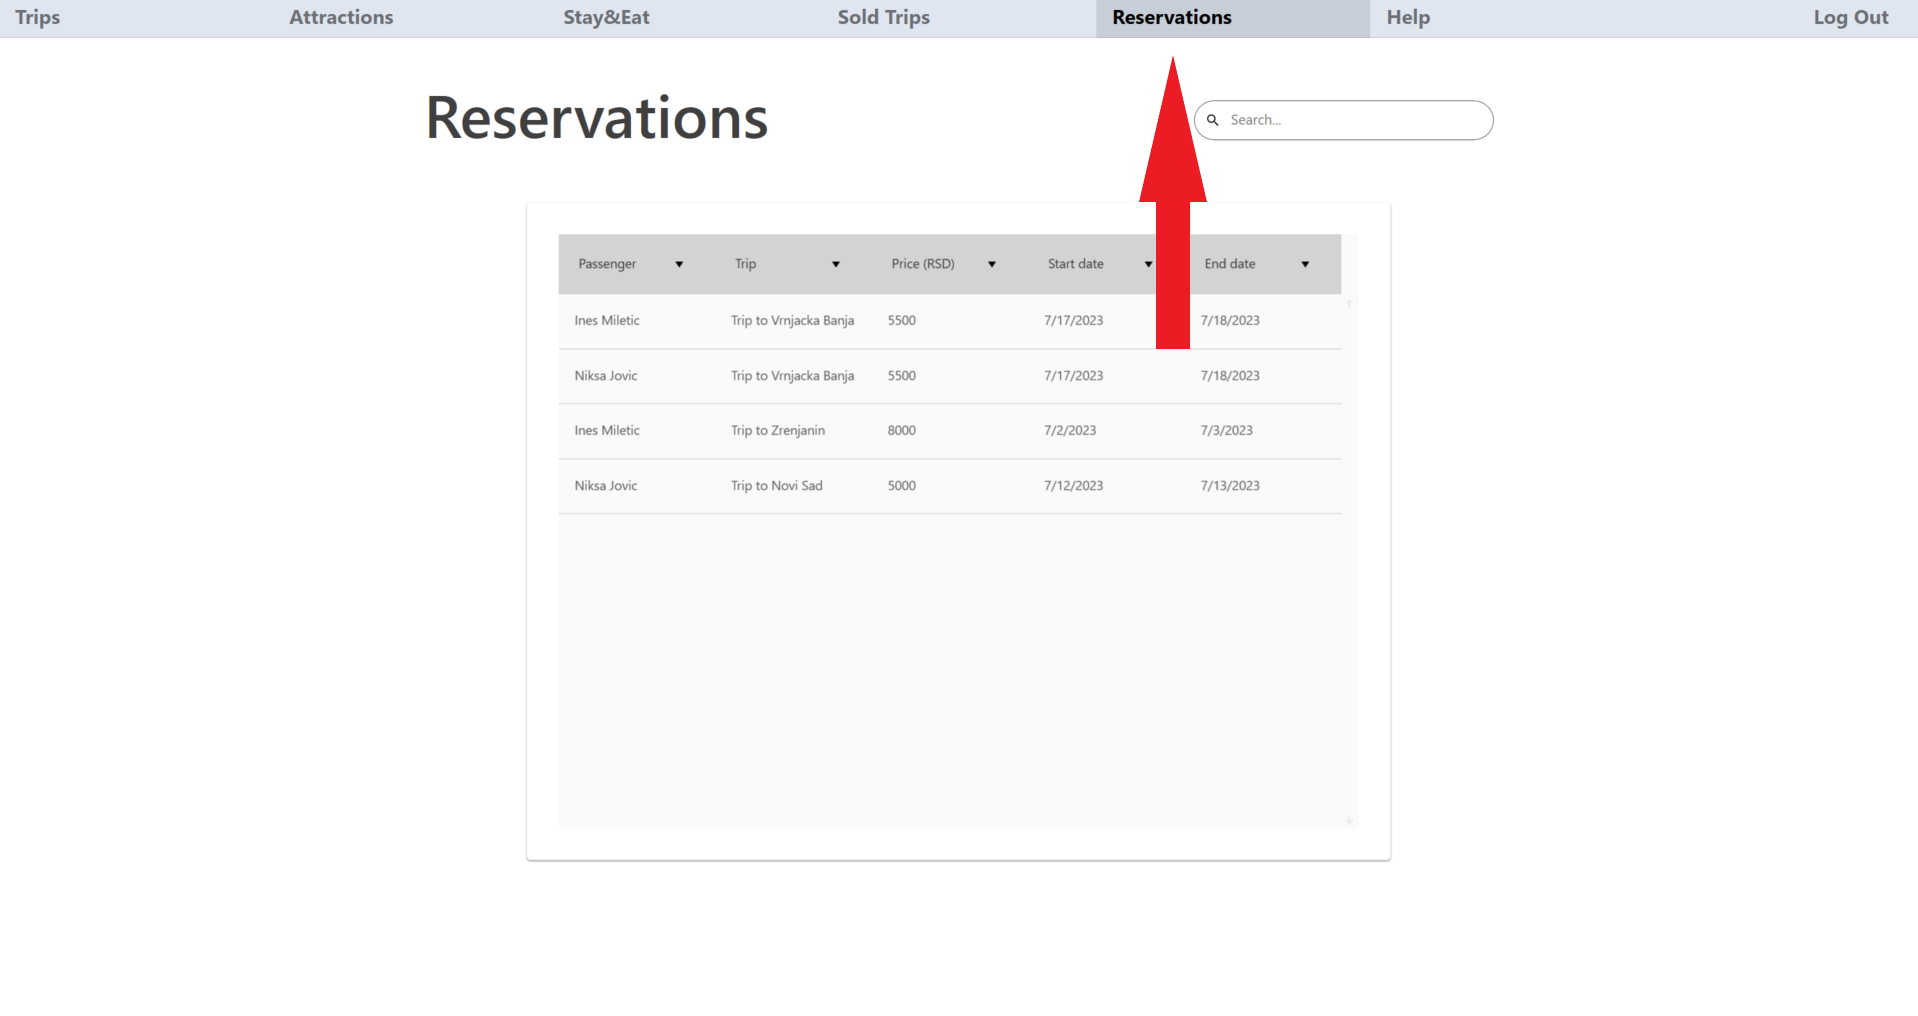 Trips Attractions Stay&Eat Sold Trips Reservations Help Log Out
Reservations
Search...
Passenger Trip Price (RSD) Start date End date
Ines Miletic Trip to Vrnjacka Banja 5500 7/17/2023 7/18/2023
Niksa Jovic Trip to Vrnjacka Banja 5500 7/17/2023 7/18/2023
Ines Miletic Trip to Zrenjanin 8000 7/2/2023 7/3/2023
Niksa Jovic Trip to Novi Sad 5000 7/12/2023 7/13/2023